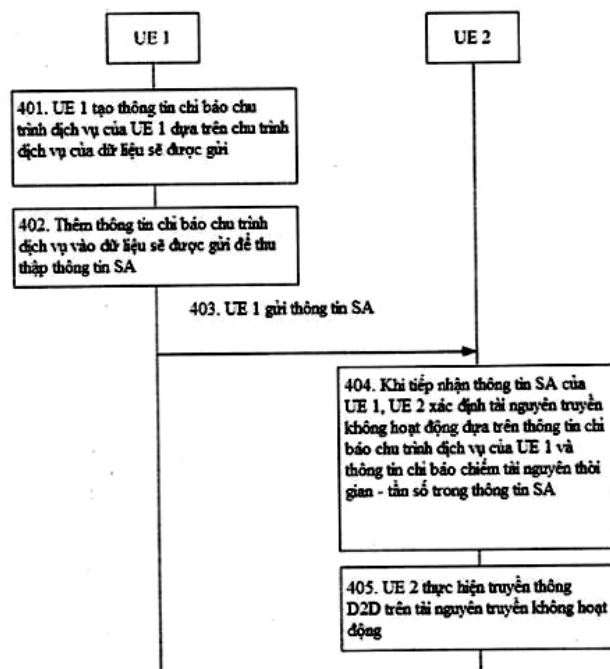 UE 1
UE 2
401. UE 1 tạo thông tin chỉ báo chu
trình dịch vụ của UE 1 dựa trên chu trình
dịch vụ của dữ liệu sẽ được gửi
402. Thêm thông tin chỉ báo chu trình
dịch vụ vào dữ liệu sẽ được gửi để thu
thập thông tin SA
403. UE 1 gửi thông tin SA
404. Khi tiếp nhận thông tin SA của
UE 1, UE 2 xác định tài nguyên truyền
không hoạt động dựa trên thông tin chỉ
báo chu trình dịch vụ của UE 1 và
thông tin chỉ báo chiếm tài nguyên thời
gian - tần số trong thông tin SA
405. UE 2 thực hiện truyền thông
D2D trên tài nguyên truyền không hoạt
động